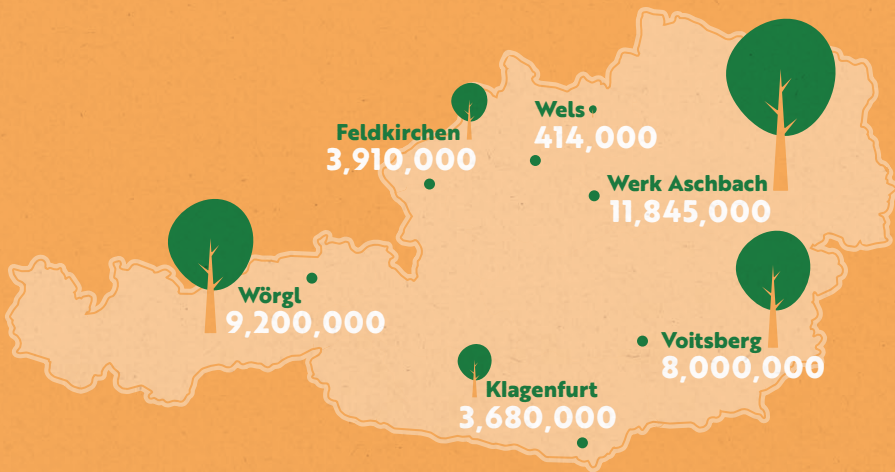 Wels
414,000
Feldkirchen
3,910,000
Werk Aschbach
11,845,000
Wörgl
9,200,000
Voitsberg
8,000,000
Klagenfurt
3,680,000